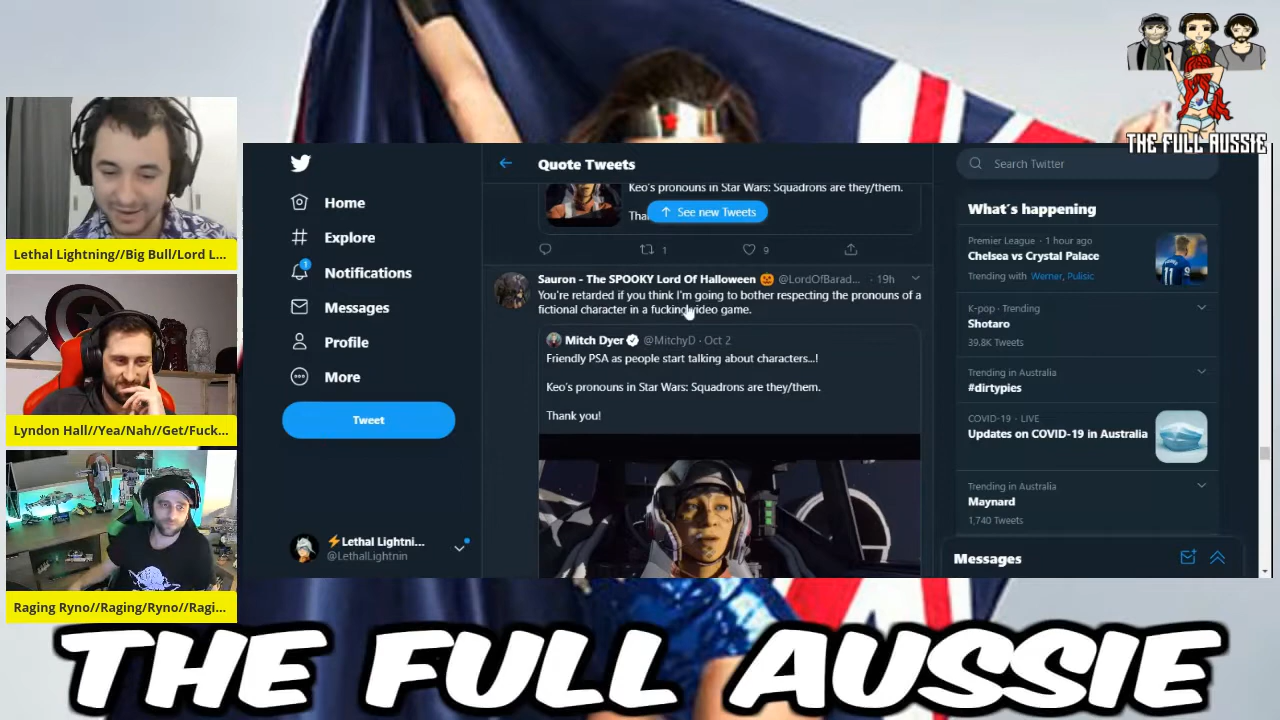 THE FULL AUSSIE
Lethal Lightning//Big Bull/Lord L...
Lyndon Hall//Yea/Nah//Get/Fuck...
Raging Ryno//Raging/Ryno//Ragi...
Home
Explore
1
Notifications
Messages
Profile
More
Tweet
⚡Lethal Lightni...
@LethalLightnin
Quote Tweets
Keo's pronouns in Star Wars: Squadrons are they/them.
Tha
See new Tweets
1
9
Sauron - The SPOOKY Lord Of Halloween 🎃 @LordOfBarad... · 19h
You're retarded if you think I'm going to bother respecting the pronouns of a
fictional character in a fucking video game.
Mitch Dyer @MitchyD · Oct 2
Friendly PSA as people start talking about characters...!
Keo's pronouns in Star Wars: Squadrons are they/them.
Thank you!
Search Twitter
What's happening
Premier League · 1 hour ago
Chelsea vs Crystal Palace
Trending with Werner, Pulisic
K-pop · Trending
Shotaro
39.8K Tweets
Trending in Australia
#dirtypies
COVID-19 · LIVE
Updates on COVID-19 in Australia
Trending in Australia
Maynard
1,740 Tweets
Messages
THE FULL AUSSIE